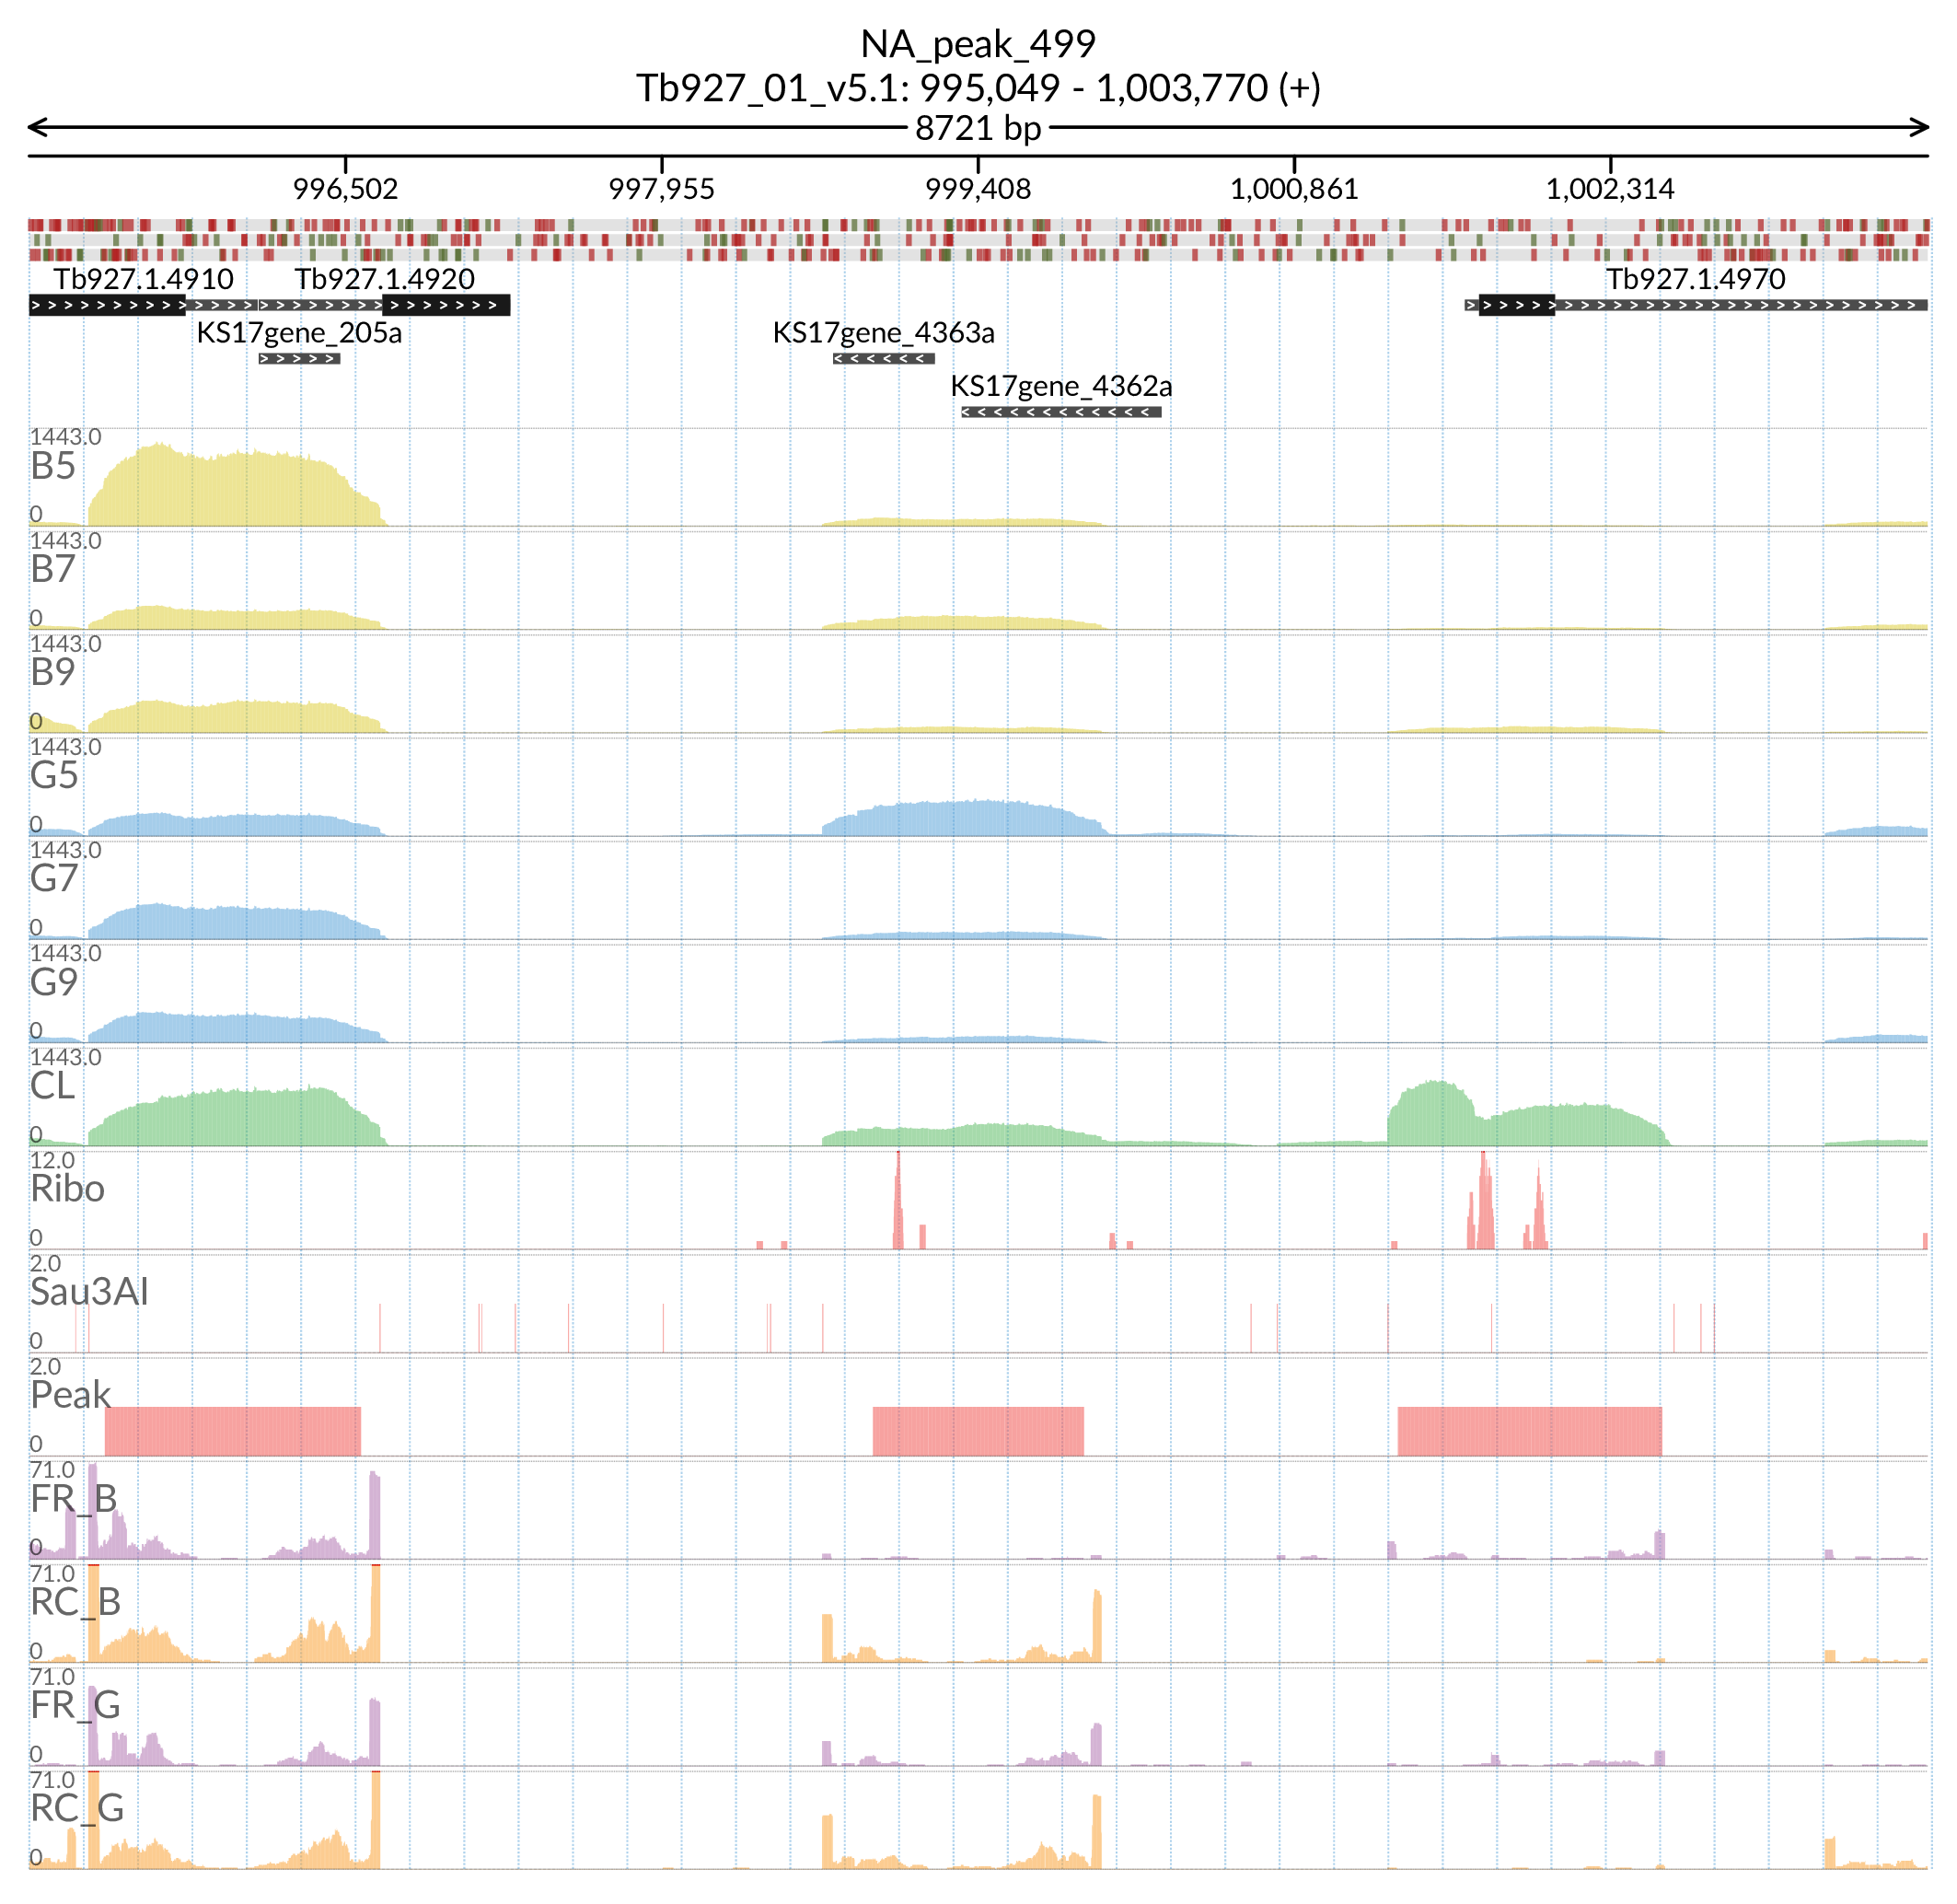 NA_peak_499
Tb927_01_v5.1: 995,049 - 1,003,770 (+)
8721 bp
996,502 997,955 999,408 1,000,861 1,002,314
Tb927.1.4910 Tb927.1.4920 Tb927.1.4970
KS17gene_205a KS17gene_4363a
KS17gene_4362a
1443.0
B5
0
1443.0
B7
0
1443.0
B9
0
1443.0
G5
0
1443.0
G7
0
1443.0
G9
0
1443.0
CL
0
12.0
Ribo
0
2.0
Sau3AI
0
2.0
Peak
0
71.0
FR_B
0
71.0
RC_B
0
71.0
FR_G
0
71.0
RC_G
0